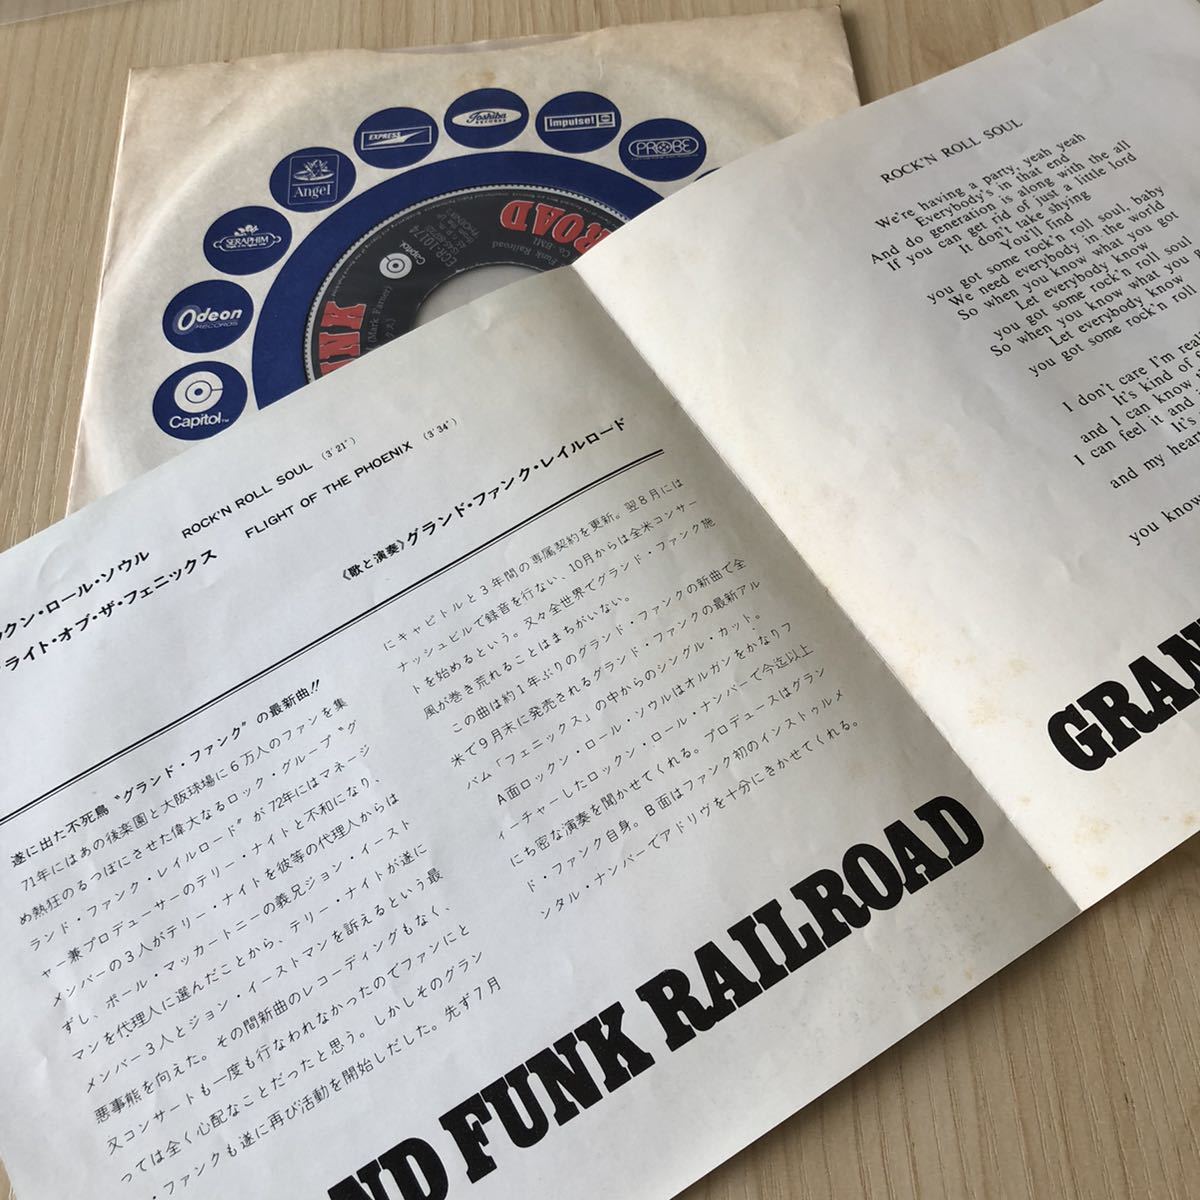 Capitol™
Odeon
RECORDS
SERAPHIM
Angel
EXPRESS
Toshiba
RECORDS
impulse!
PROBE
ROAD
NK
Funk Railroad
Capitol
(Mark Farner)
ックン・ロール・ソウル ROCK'N ROLL SOUL (3'21")
ライト・オブ・ザ・フェニックス FLIGHT OF THE PHOENIX (3'34")
《歌と演奏》グランド・ファンク・レイルロード
遂に出た不死鳥〝グランド・ファンク〟の最新曲!!
71年にはあの後楽園と大阪球場に6万人のファンを集
め熱狂のるつぼにさせた偉大なるロック・グループ〝グ
ランド・ファンク・レイルロード〟が72年にはマネージ
ャー兼プロデューサーのテリー・ナイトと不和になり、
メンバーの3人がテリー・ナイトを彼等の代理人からは
ずし、ポール・マッカートニーの義兄ジョン・イースト
マンを代理人に選んだことから、テリー・ナイトが遂に
メンバー3人とジョン・イーストマンを訴えるという最
悪事態を向えた。その間新曲のレコーディングもなく、
又コンサートも一度も行なわれなかったのでファンにと
っては全く心配なことだったと思う。しかしそのグラン
・ファンクも遂に再び活動を開始しだした。先ず7月
にキャピトルと3年間の専属契約を更新。翌8月には
ナッシュビルで録音を行ない、10月からは全米コンサー
トを始めるという。又々全世界でグランド・ファンク施
風が巻き荒れることはまちがいない。
この曲は約1年ぶりのグランド・ファンクの新曲で全
米で9月末に発売されるグランド・ファンクの最新アル
バム「フェニックス」の中からのシングル・カット。
A面ロックン・ロール・ソウルはオルガンをかなりフ
ィーチャーしたロックン・ロール・ナンバーで今迄以上
にち密な演奏を聞かせてくれる。プロデュースはグラン
ド・ファンク自身。B面はファンク初のインストゥルメ
ンタル・ナンバーでアドリヴを十分にきかせてくれる。
ND FUNK RAILROAD
ROCK'N ROLL SOUL
We're having a party, yeah yeah
Everybody's in that end
And do generation is along with the all
If you can get rid of just a little lord
It don't take shying
You'll find
you got some rock'n roll soul, baby
We need everybody in the world
So when you know what you got
Let everybody know
you got some rock'n roll soul
So when you know what you
Let everybody know
you got some rock'n roll
I don't care I'm
It's kind of
and I can know
I can feel it and
It's
and my heart
you know
GRAN